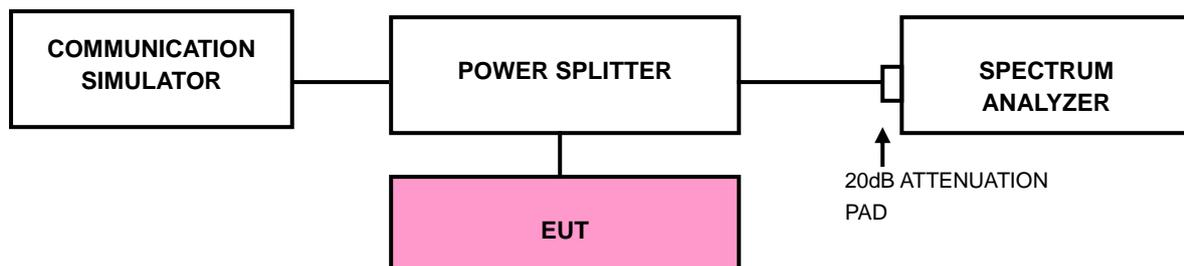 COMMUNICATION
SIMULATOR
POWER SPLITTER
SPECTRUM
ANALYZER
20dB ATTENUATION
PAD
EUT